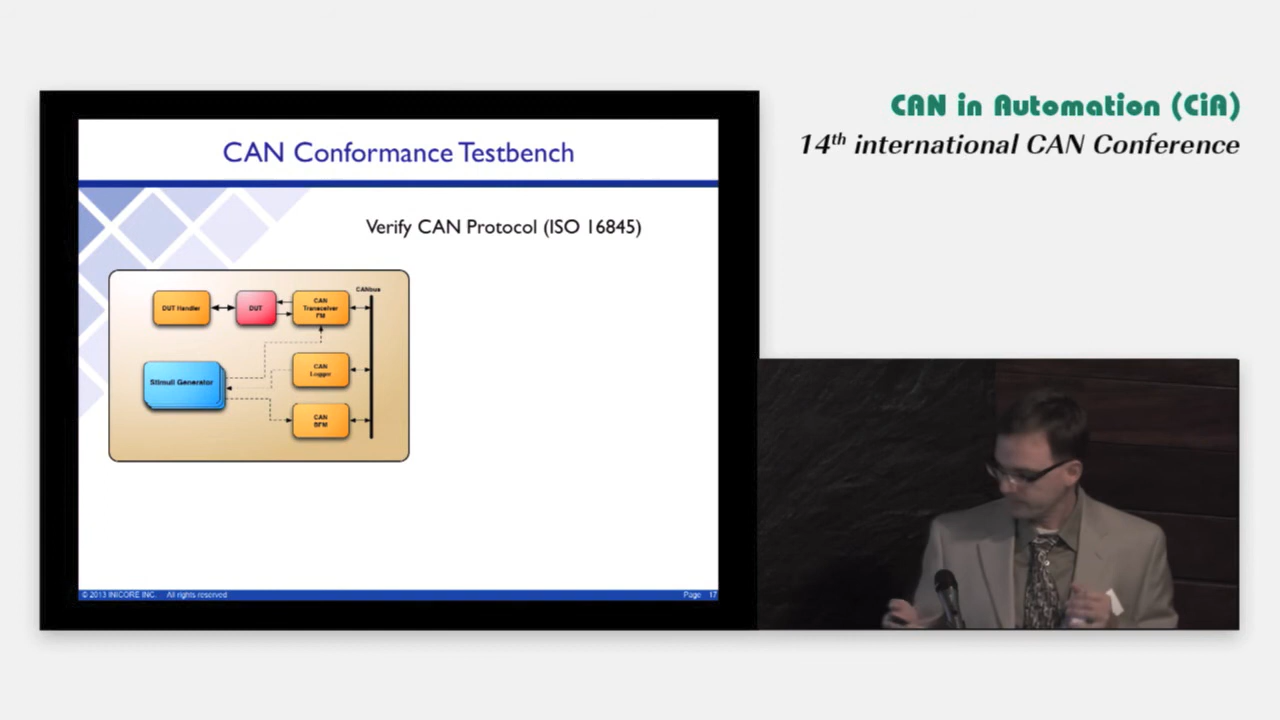 CAN in Automation (CiA)
14th international CAN Conference
CAN Conformance Testbench
Verify CAN Protocol (ISO 16845)
CANbus
DUT Handler
DUT
CAN
Transceiver
FM
CAN
Logger
Stimuli Generator
CAN
BFM
© 2013 INICORE INC. All rights reserved
Page 17